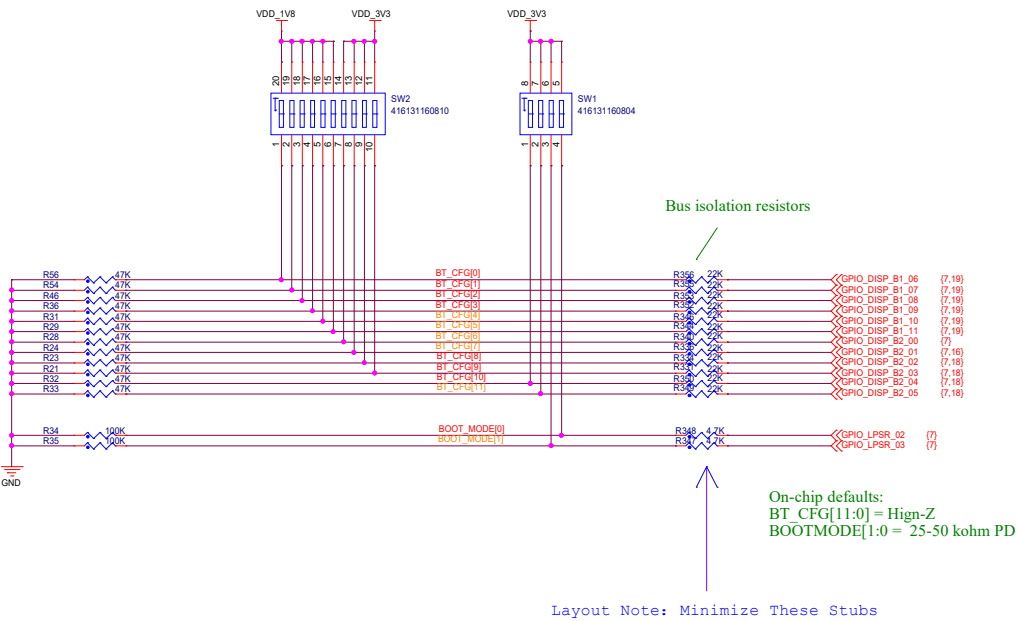 VDD_1V8 VDD_3V3 VDD_3V3
20 19 18 17 16 15 14 13 12 11
8 7 6 5
SW2
416131160810
SW1
416131160804
1 2 3 4 5 6 7 8 9 10
1 2 3 4
Bus isolation resistors
R56 47K BT_CFG[0] R356 22K GPIO_DISP_B1_06 {7,19}
R54 47K BT_CFG[1] 22K GPIO_DISP_B1_07 {7,19}
R46 47K BT_CFG[2] 22K GPIO_DISP_B1_08 {7,19}
R36 47K BT_CFG[3] 22K GPIO_DISP_B1_09 {7,19}
R31 47K BT_CFG[4] 22K GPIO_DISP_B1_10 {7,19}
R29 47K BT_CFG[5] 22K GPIO_DISP_B1_11 {7,19}
R28 47K BT_CFG[6] 22K GPIO_DISP_B2_00 {7}
R24 47K BT_CFG[7] 22K GPIO_DISP_B2_01 {7,16}
R23 47K BT_CFG[8] 22K GPIO_DISP_B2_02 {7,18}
R21 47K BT_CFG[9] 22K GPIO_DISP_B2_03 {7,18}
R32 47K BT_CFG[10] 22K GPIO_DISP_B2_04 {7,18}
R33 47K BT_CFG[11] 22K GPIO_DISP_B2_05 {7,18}
R34 100K BOOT_MODE[0] R348 4.7K GPIO_LPSR_02 {7}
R35 100K BOOT_MODE[1] R347 4.7K GPIO_LPSR_03 {7}
GND
On-chip defaults:
BT_CFG[11:0] = Hign-Z
BOOTMODE[1:0 = 25-50 kohm PD
Layout Note: Minimize These Stubs